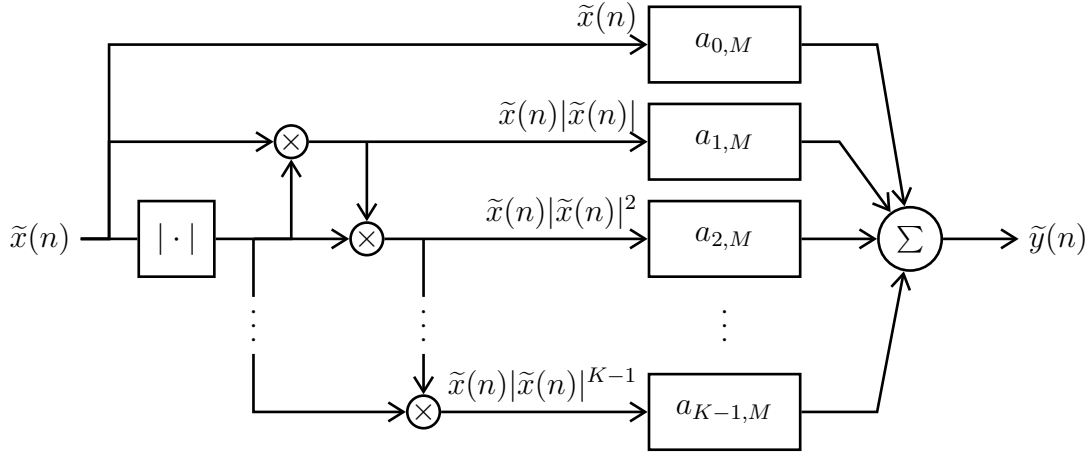 x̃(n) a_{0,M}
x̃(n)|x̃(n)| a_{1,M}
×
x̃(n) |·| × x̃(n)|x̃(n)|² a_{2,M} Σ ỹ(n)
⋮ ⋮ ⋮
× x̃(n)|x̃(n)|^{K−1} a_{K−1,M}